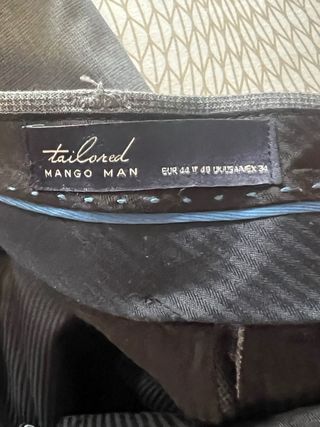 tailored
MANGO MAN
EUR 44 IT 48 UK/USA/MEX 34